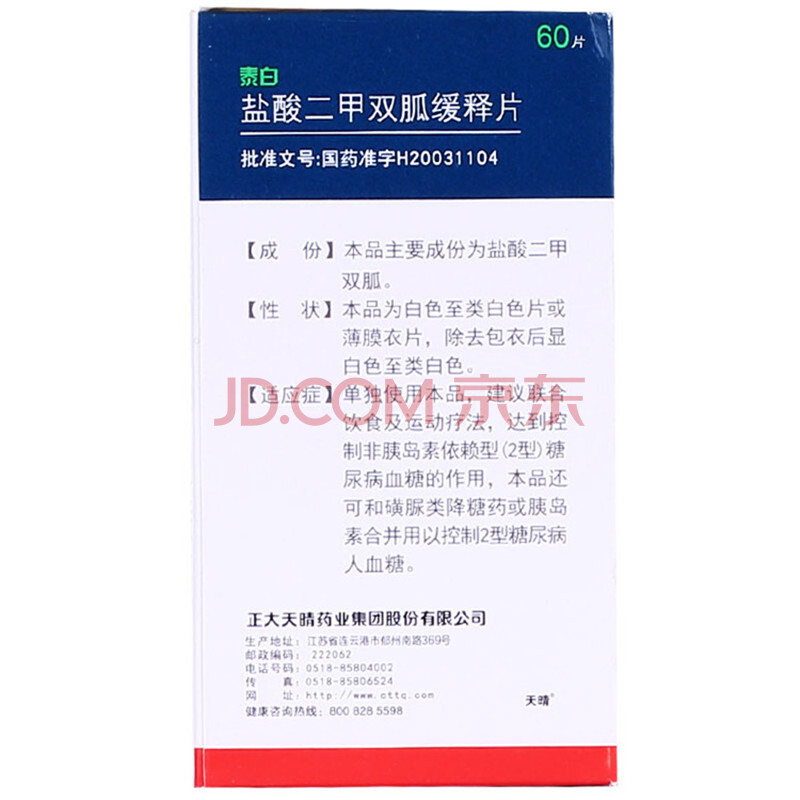 60片
泰白
盐酸二甲双胍缓释片
批准文号:国药准字H20031104
【成 份】本品主要成份为盐酸二甲
双胍。
【性 状】本品为白色至类白色片或
薄膜衣片，除去包衣后显
白色至类白色。
【适应症】单独使用本品，建议联合
饮食及运动疗法，达到控
制非胰岛素依赖型(2型)糖
尿病血糖的作用，本品还
可和磺脲类降糖药或胰岛
素合并用以控制2型糖尿病
人血糖。
JD.COM 京东
正大天晴药业集团股份有限公司
生产地址: 江苏省连云港市郁州南路369号
邮政编码: 222062
电话号码: 0518-85804002
传 真: 0518-85806524
网 址: http://www.cttq.com
健康咨询热线: 800 828 5598
天晴®